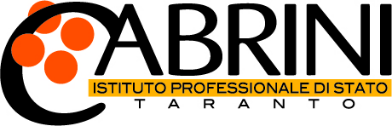 CABRINI
ISTITUTO PROFESSIONALE DI STATO
TARANTO